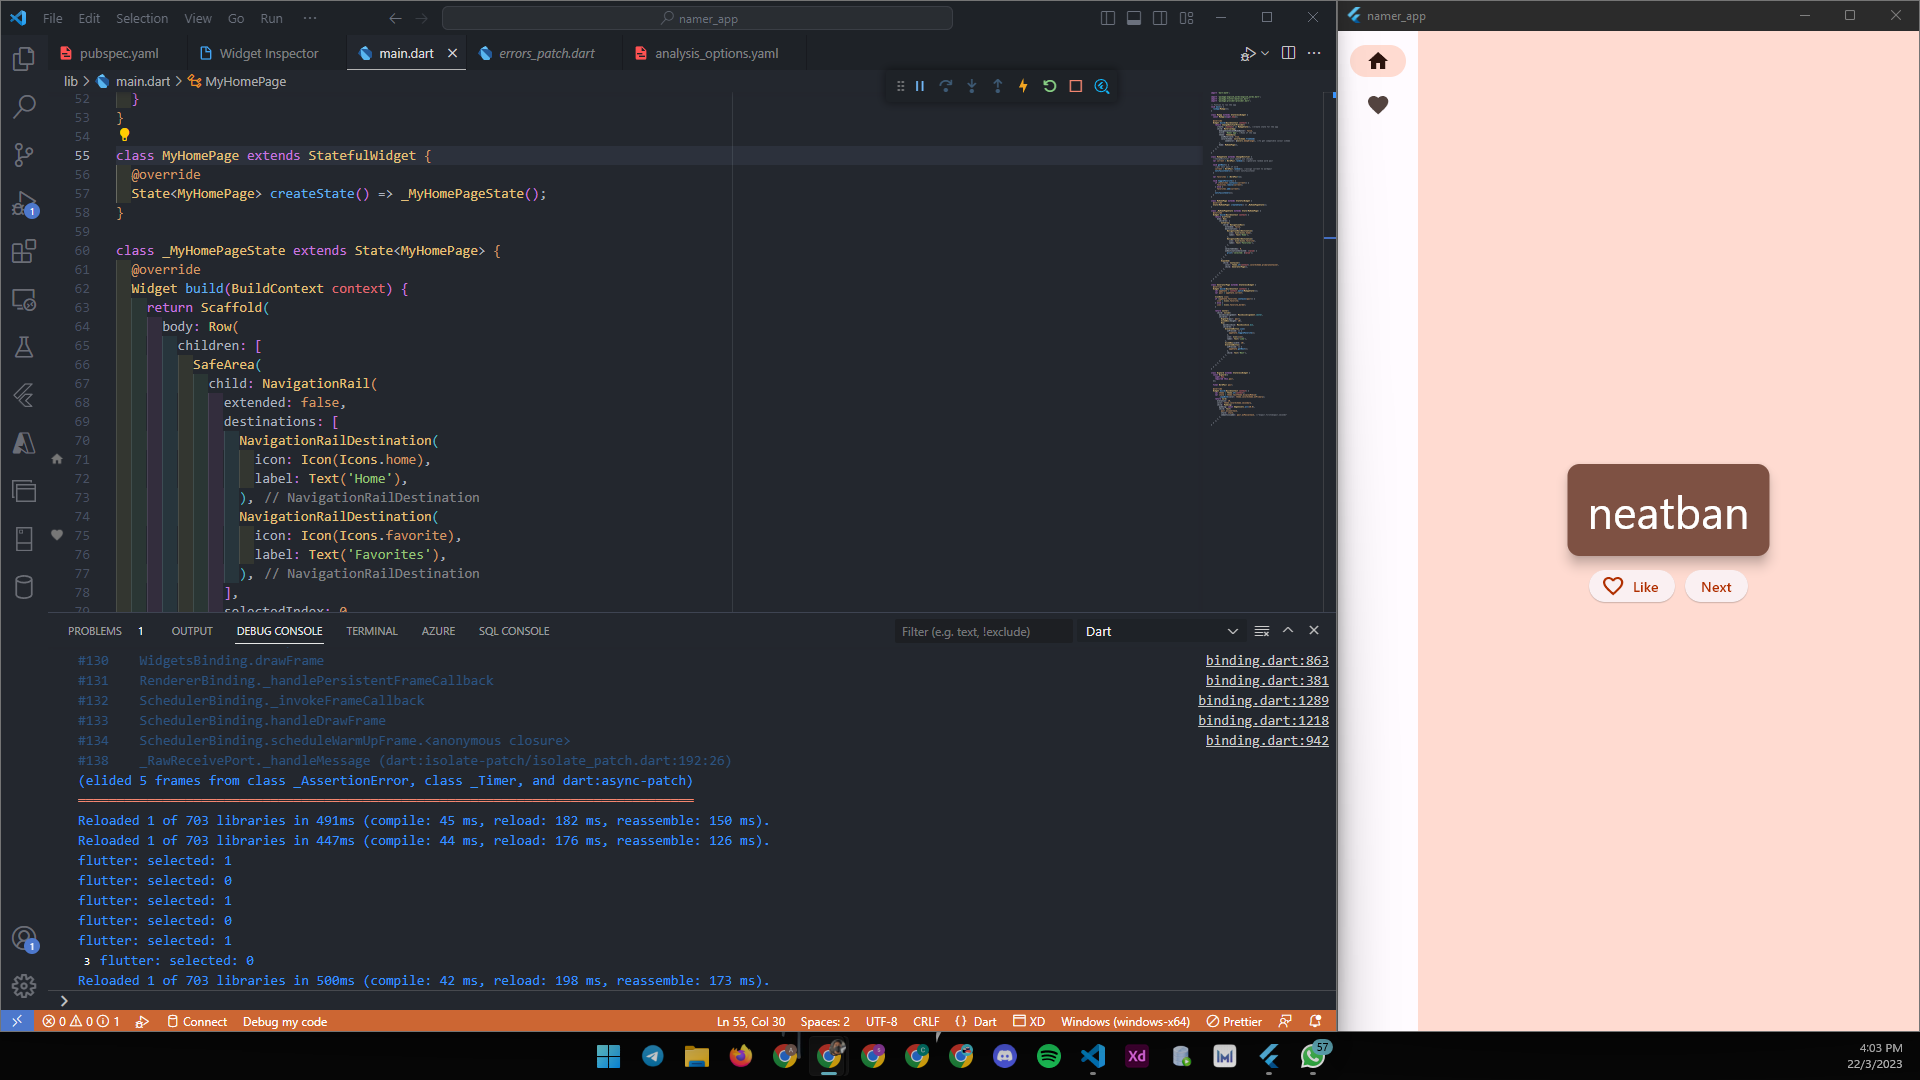 File Edit Selection View Go Run ···
namer_app
pubspec.yaml
Widget Inspector
main.dart
errors_patch.dart
analysis_options.yaml
lib > main.dart > MyHomePage
52 }
53 }
54
55 class MyHomePage extends StatefulWidget {
56 @override
57 State<MyHomePage> createState() => _MyHomePageState();
58 }
59
60 class _MyHomePageState extends State<MyHomePage> {
61 @override
62 Widget build(BuildContext context) {
63 return Scaffold(
64 body: Row(
65 children: [
66 SafeArea(
67 child: NavigationRail(
68 extended: false,
69 destinations: [
70 NavigationRailDestination(
71 icon: Icon(Icons.home),
72 label: Text('Home'),
73 ), // NavigationRailDestination
74 NavigationRailDestination(
75 icon: Icon(Icons.favorite),
76 label: Text('Favorites'),
77 ), // NavigationRailDestination
78 ],
79 selectedIndex: 0
PROBLEMS 1 OUTPUT DEBUG CONSOLE TERMINAL AZURE SQL CONSOLE
Filter (e.g. text, !exclude)
Dart
#130 WidgetsBinding.drawFrame binding.dart:863
#131 RendererBinding._handlePersistentFrameCallback binding.dart:381
#132 SchedulerBinding._invokeFrameCallback binding.dart:1289
#133 SchedulerBinding.handleDrawFrame binding.dart:1218
#134 SchedulerBinding.scheduleWarmUpFrame.<anonymous closure> binding.dart:942
#138 _RawReceivePort._handleMessage (dart:isolate-patch/isolate_patch.dart:192:26)
(elided 5 frames from class _AssertionError, class _Timer, and dart:async-patch)
Reloaded 1 of 703 libraries in 491ms (compile: 45 ms, reload: 182 ms, reassemble: 150 ms).
Reloaded 1 of 703 libraries in 447ms (compile: 44 ms, reload: 176 ms, reassemble: 126 ms).
flutter: selected: 1
flutter: selected: 0
flutter: selected: 1
flutter: selected: 0
flutter: selected: 1
3 flutter: selected: 0
Reloaded 1 of 703 libraries in 500ms (compile: 42 ms, reload: 198 ms, reassemble: 173 ms).
1
1
0 0 1 Connect Debug my code
Ln 55, Col 30 Spaces: 2 UTF-8 CRLF {} Dart XD Windows (windows-x64) Prettier
namer_app
neatban
Like
Next
Xd
57
4:03 PM
22/3/2023